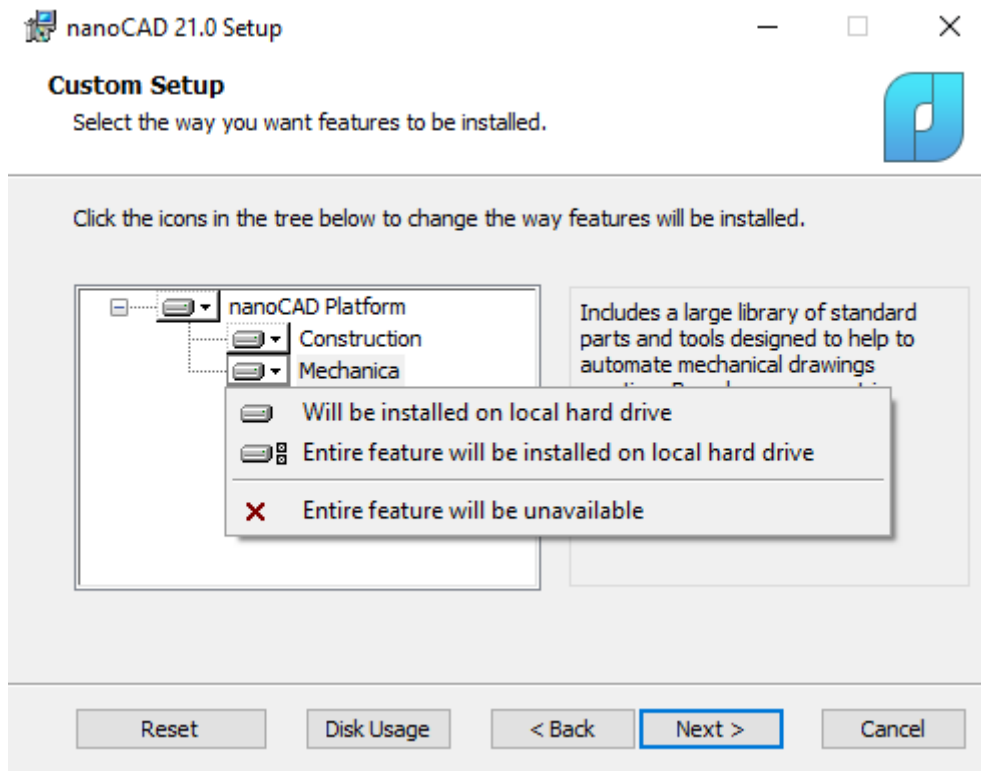 nanoCAD 21.0 Setup
Custom Setup
Select the way you want features to be installed.
Click the icons in the tree below to change the way features will be installed.
nanoCAD Platform
Construction
Mechanica
Includes a large library of standard
parts and tools designed to help to
automate mechanical drawings
Will be installed on local hard drive
Entire feature will be installed on local hard drive
Entire feature will be unavailable
Reset
Disk Usage
< Back
Next >
Cancel